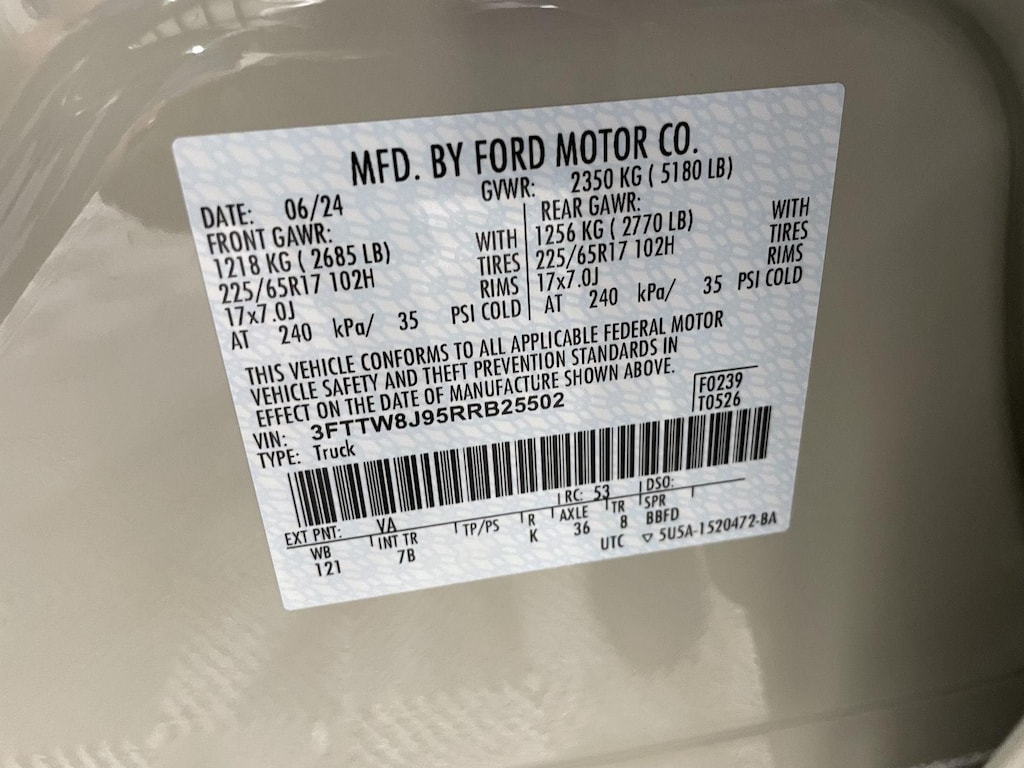 MFD. BY FORD MOTOR CO.
DATE: 06/24 GVWR: 2350 KG ( 5180 LB)
FRONT GAWR: REAR GAWR:
1218 KG ( 2685 LB) WITH 1256 KG ( 2770 LB) WITH
225/65R17 102H TIRES 225/65R17 102H TIRES
17x7.0J RIMS 17x7.0J RIMS
AT 240 kPa/ 35 PSI COLD AT 240 kPa/ 35 PSI COLD
THIS VEHICLE CONFORMS TO ALL APPLICABLE FEDERAL MOTOR
VEHICLE SAFETY AND THEFT PREVENTION STANDARDS IN
EFFECT ON THE DATE OF MANUFACTURE SHOWN ABOVE.
VIN: 3FTTW8J95RRB25502 F0239
TYPE: Truck T0526
EXT PNT: VA RC: 53 DSO:
WB INT TR TP/PS R AXLE TR SPR
121 7B K 36 8 BBFD
UTC ▽ 5U5A-1520472-BA